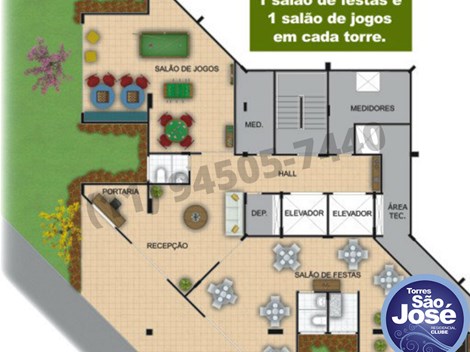 1 salão de festas e
1 salão de jogos
em cada torre.
SALÃO DE JOGOS
MED.
MEDIDORES
HALL
PORTARIA
DEP.
ELEVADOR
ELEVADOR
ÁREA
TEC.
RECEPÇÃO
SALÃO DE FESTAS
(11) 94505-7440
Torres
São
José
RESIDENCIAL
CLUBE